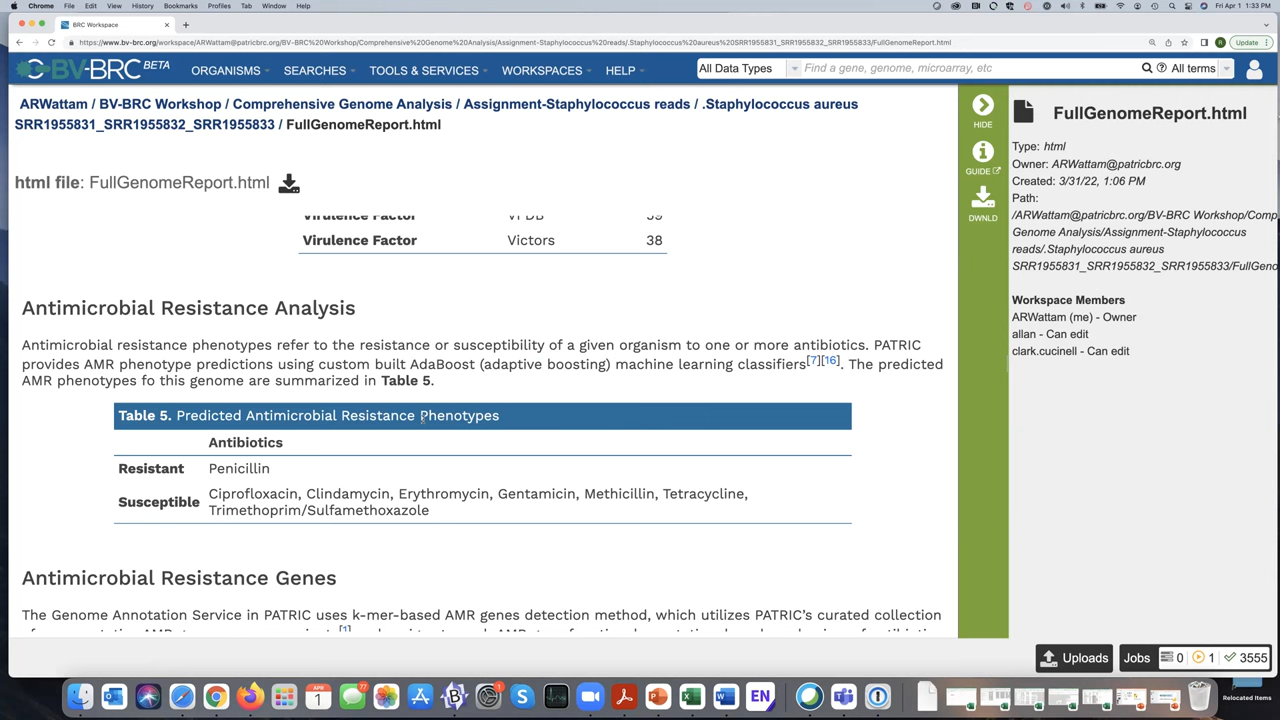 Chrome File Edit View History Bookmarks Profiles Tab Window Help
Fri Apr 1 1:33 PM
BRC Workspace
https://www.bv-brc.org/workspace/ARWattam@patricbrc.org/BV-BRC%20Workshop/Comprehensive%20Genome%20Analysis/Assignment-Staphylococcus%20reads/.Staphylococcus%20aureus%20SRR1955831_SRR1955832_SRR1955833/FullGenomeReport.html
Update
BV-BRC BETA
ORGANISMS SEARCHES TOOLS & SERVICES WORKSPACES HELP
All Data Types Find a gene, genome, microarray, etc All terms
ARWattam / BV-BRC Workshop / Comprehensive Genome Analysis / Assignment-Staphylococcus reads / .Staphylococcus aureus
SRR1955831_SRR1955832_SRR1955833 / FullGenomeReport.html
html file: FullGenomeReport.html
Virulence Factor VFDB 39
Virulence Factor Victors 38
Antimicrobial Resistance Analysis
Antimicrobial resistance phenotypes refer to the resistance or susceptibility of a given organism to one or more antibiotics. PATRIC
provides AMR phenotype predictions using custom built AdaBoost (adaptive boosting) machine learning classifiers[7][16]. The predicted
AMR phenotypes fo this genome are summarized in Table 5.
Table 5. Predicted Antimicrobial Resistance Phenotypes
Antibiotics
Resistant Penicillin
Susceptible Ciprofloxacin, Clindamycin, Erythromycin, Gentamicin, Methicillin, Tetracycline,
Trimethoprim/Sulfamethoxazole
Antimicrobial Resistance Genes
The Genome Annotation Service in PATRIC uses k-mer-based AMR genes detection method, which utilizes PATRIC's curated collection
HIDE
GUIDE
DWNLD
FullGenomeReport.html
Type: html
Owner: ARWattam@patricbrc.org
Created: 3/31/22, 1:06 PM
Path:
/ARWattam@patricbrc.org/BV-BRC Workshop/Comp
Genome Analysis/Assignment-Staphylococcus
reads/.Staphylococcus aureus
SRR1955831_SRR1955832_SRR1955833/FullGeno
Workspace Members
ARWattam (me) - Owner
allan - Can edit
clark.cucinell - Can edit
Uploads
Jobs 0 1 3555
Relocated Items
EN